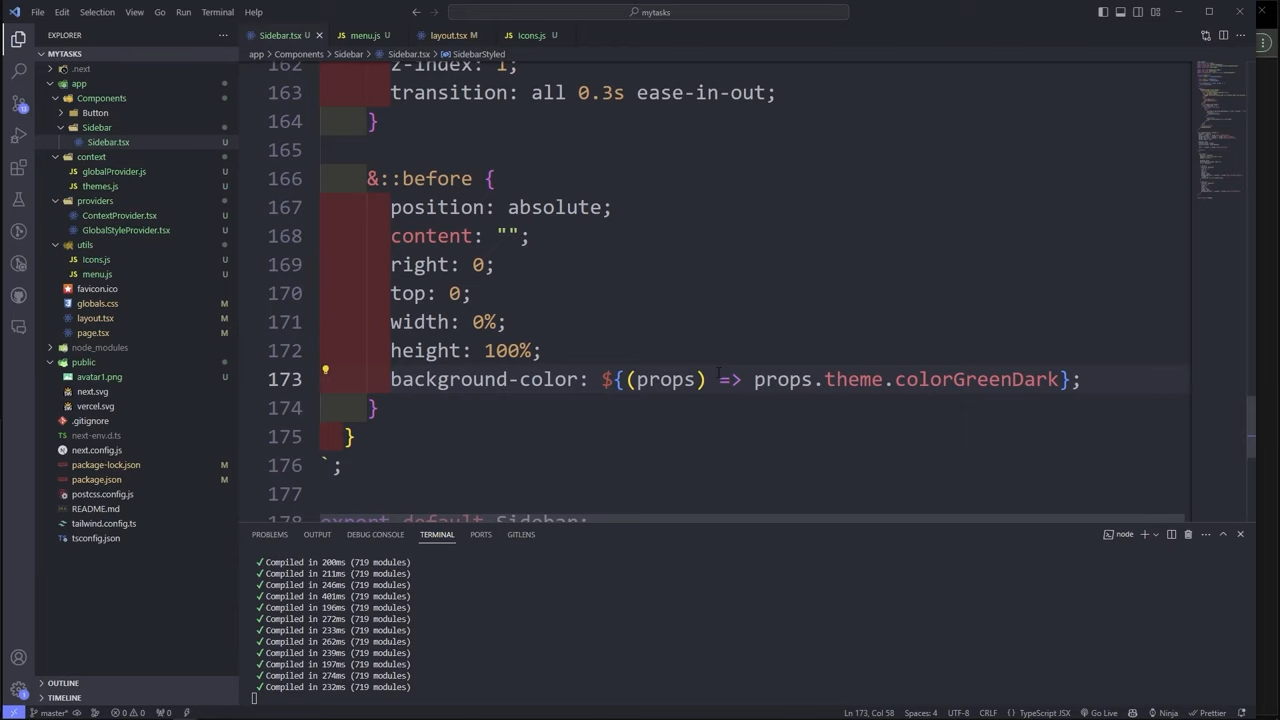 File Edit Selection View Go Run Terminal Help
mytasks
EXPLORER
Sidebar.tsx U
menu.js U
layout.tsx M
Icons.js U
MYTASKS
app > Components > Sidebar > Sidebar.tsx > SidebarStyled
.next
app
Components
Button
Sidebar
Sidebar.tsx U
context
globalProvider.js U
themes.js U
providers
ContextProvider.tsx U
GlobalStyleProvider.tsx U
utils
Icons.js U
menu.js U
favicon.ico
globals.css M
layout.tsx M
page.tsx M
node_modules
public
avatar1.png U
next.svg
vercel.svg
.gitignore
next-env.d.ts
next.config.js
package-lock.json M
package.json M
postcss.config.js
README.md
tailwind.config.ts
tsconfig.json
OUTLINE
TIMELINE
162 z-index: 1;
163 transition: all 0.3s ease-in-out;
164 }
165
166 &::before {
167 position: absolute;
168 content: "";
169 right: 0;
170 top: 0;
171 width: 0%;
172 height: 100%;
173 background-color: ${(props) => props.theme.colorGreenDark};
174 }
175 }
176 `;
177
178 export default Sidebar;
PROBLEMS OUTPUT DEBUG CONSOLE TERMINAL PORTS GITLENS
node
✓ Compiled in 200ms (719 modules)
✓ Compiled in 211ms (719 modules)
✓ Compiled in 246ms (719 modules)
✓ Compiled in 401ms (719 modules)
✓ Compiled in 196ms (719 modules)
✓ Compiled in 272ms (719 modules)
✓ Compiled in 233ms (719 modules)
✓ Compiled in 262ms (719 modules)
✓ Compiled in 239ms (719 modules)
✓ Compiled in 197ms (719 modules)
✓ Compiled in 274ms (719 modules)
✓ Compiled in 232ms (719 modules)
13
1
master* 0 0 0 Ln 173, Col 58 Spaces: 4 UTF-8 CRLF {} TypeScript JSX Go Live Ninja Prettier